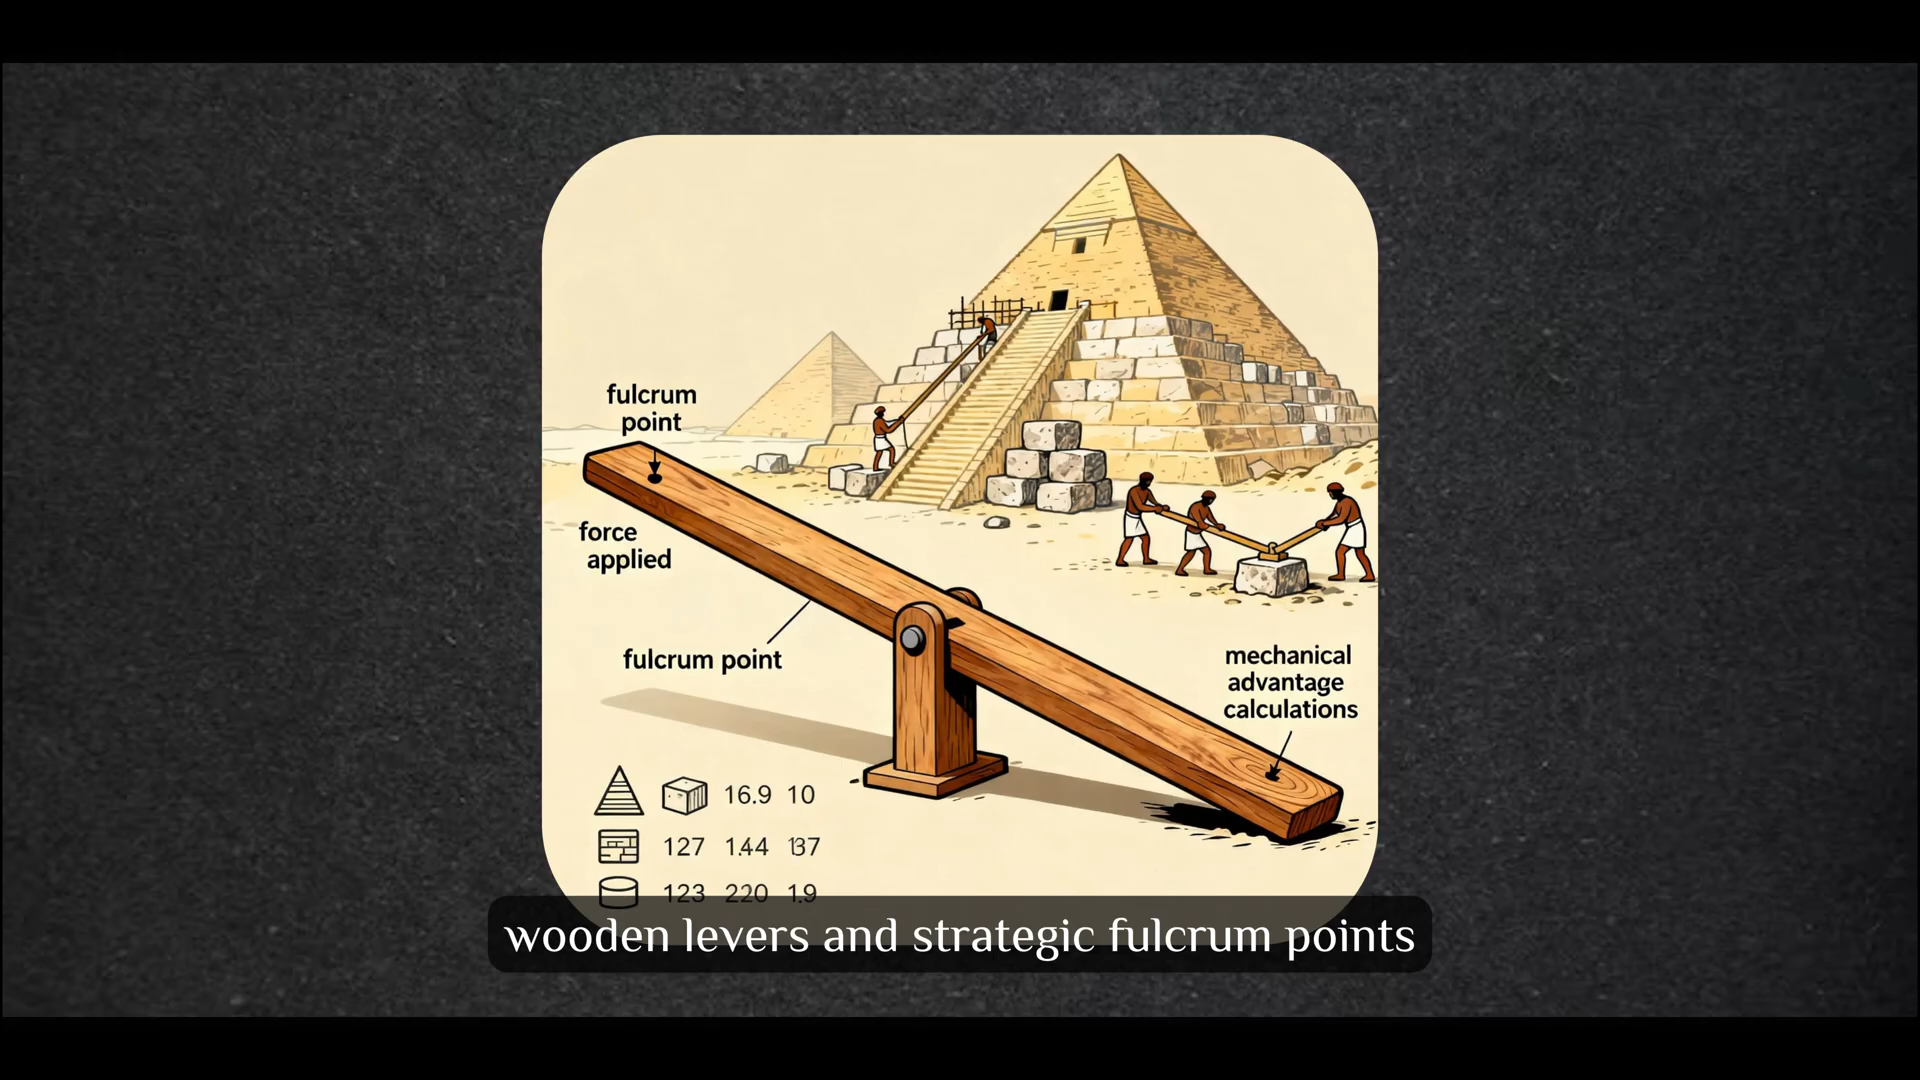 fulcrum
point
force
applied
fulcrum point
mechanical
advantage
calculations
16.9 10
127 1.44 137
123 220 1.9
wooden levers and strategic fulcrum points